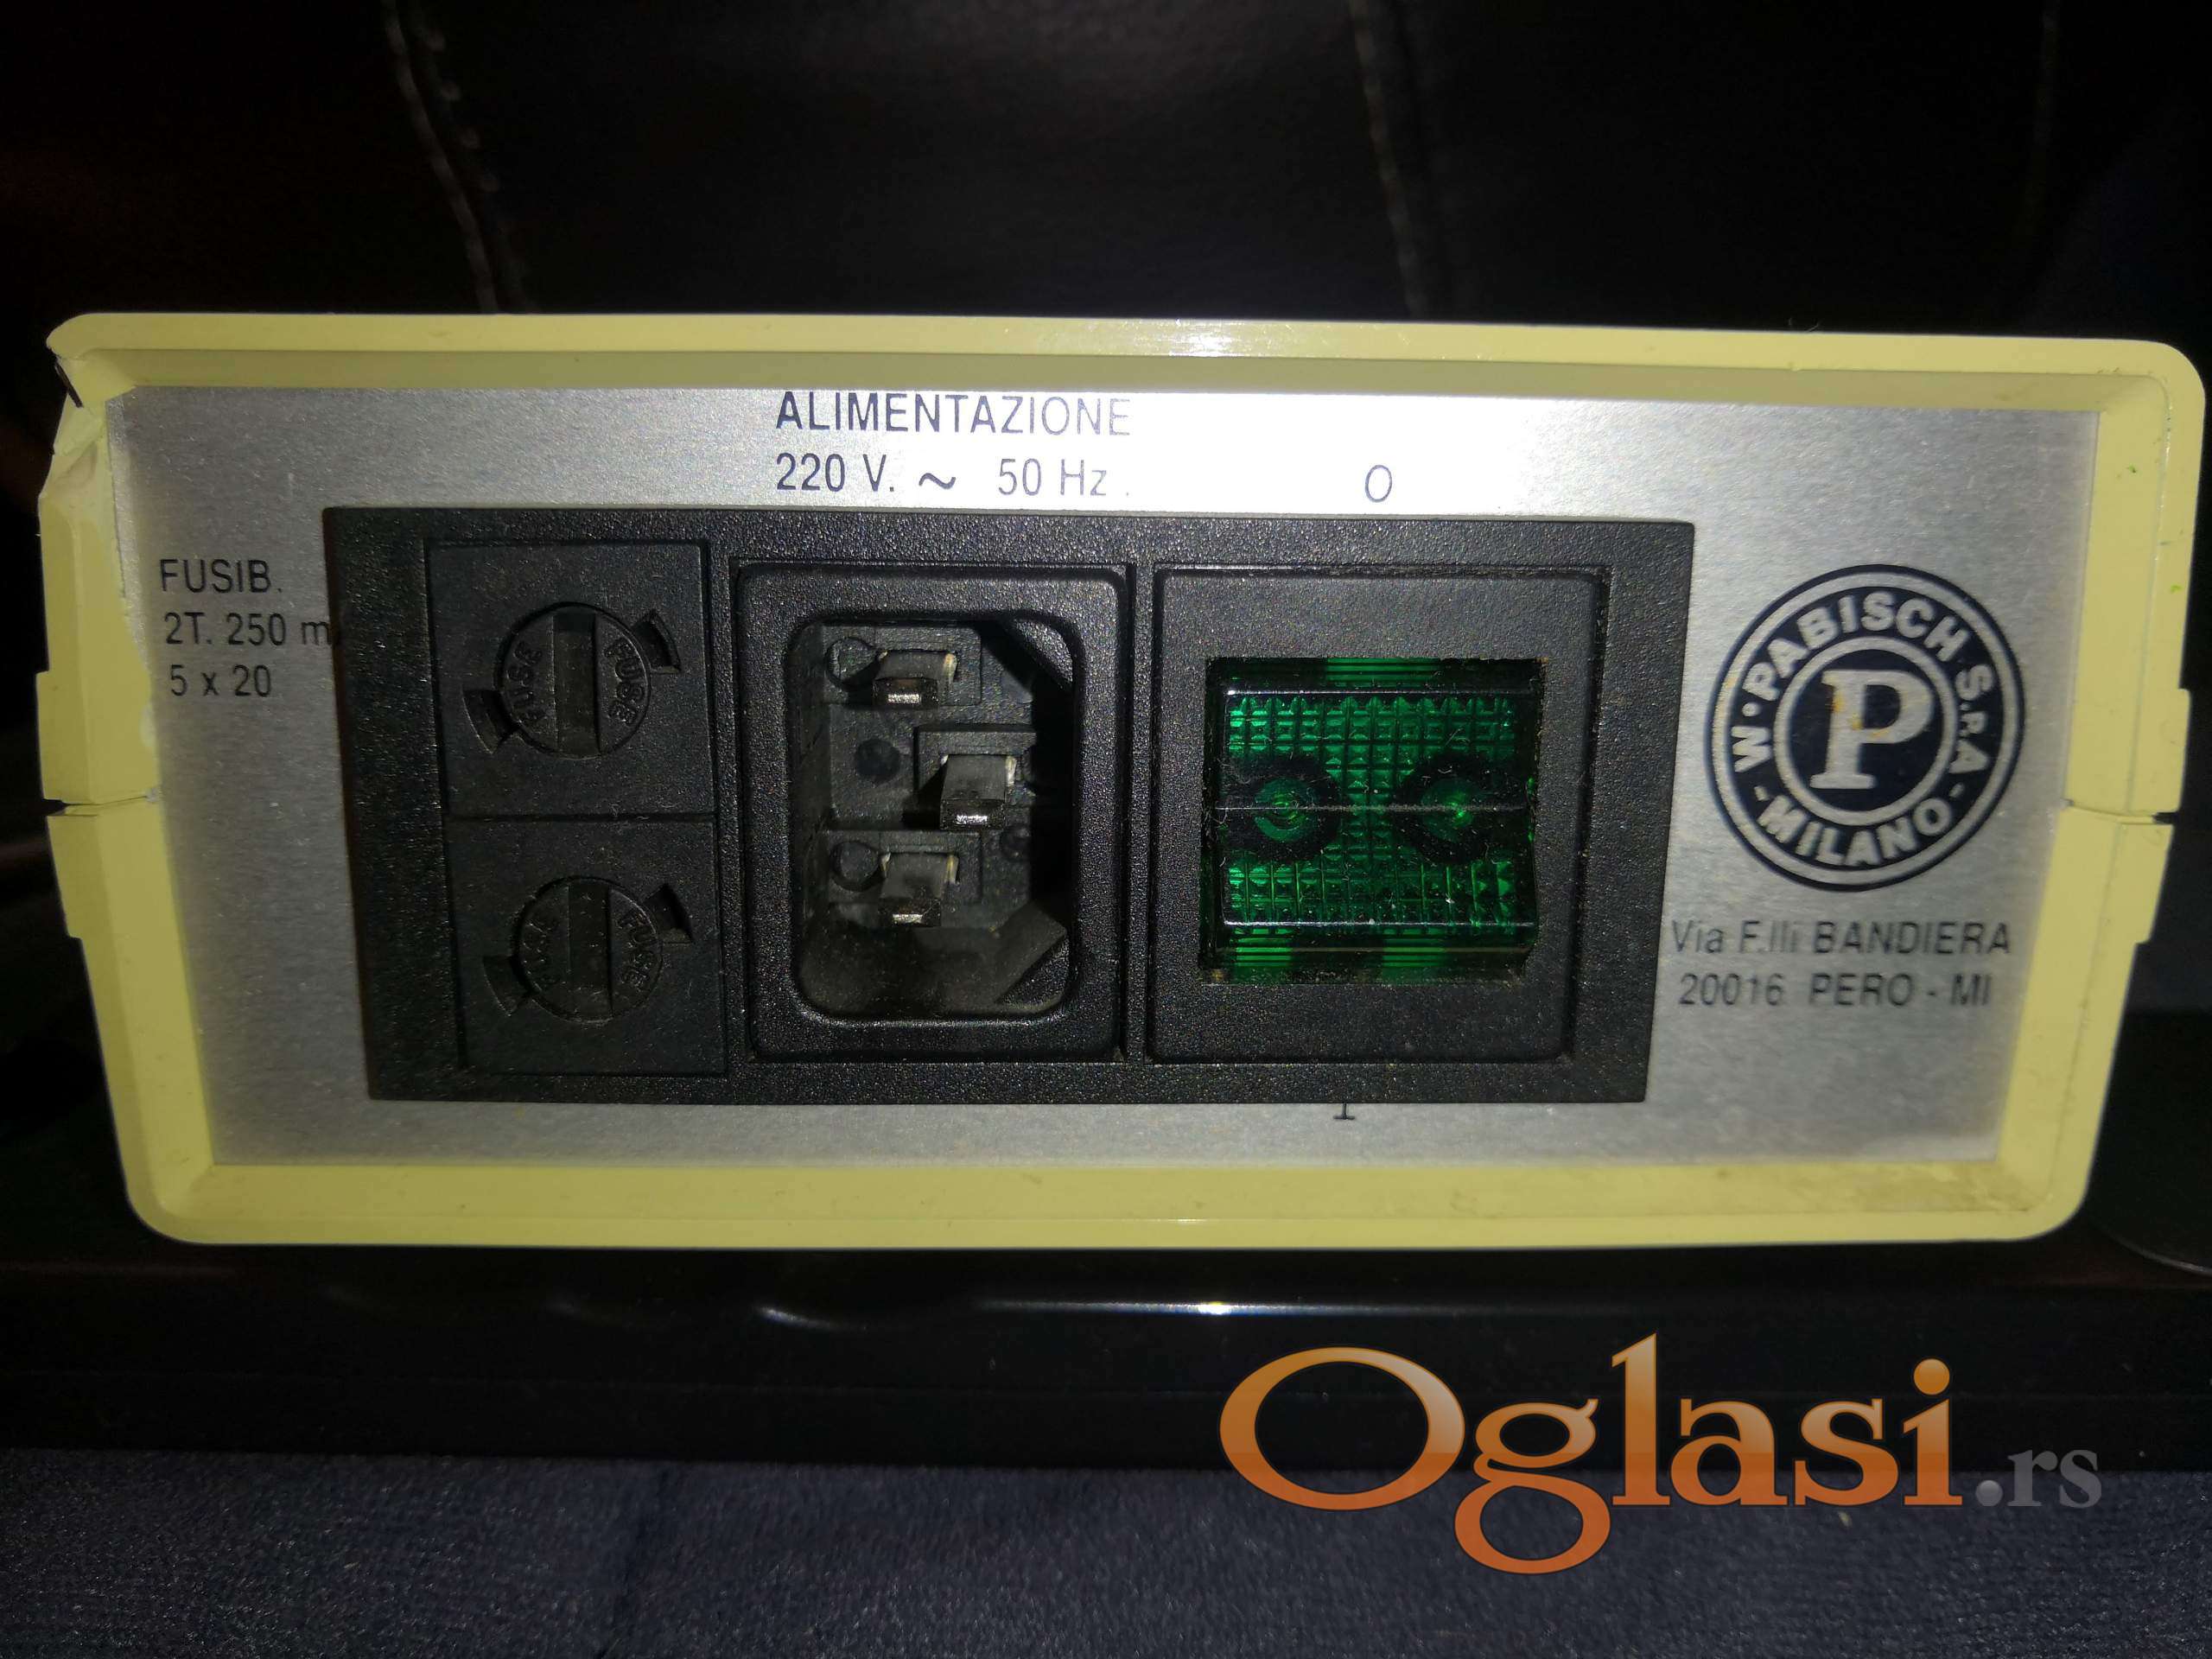 ALIMENTAZIONE
220 V. ~ 50 Hz.
O
FUSIB.
2T. 250 m
5 x 20
FUSE FUSE
FUSE FUSE
W. PABISCH S.P.A. - MILANO -
P
Via F.lli BANDIERA
20016 PERO - MI
I
Oglasi.rs